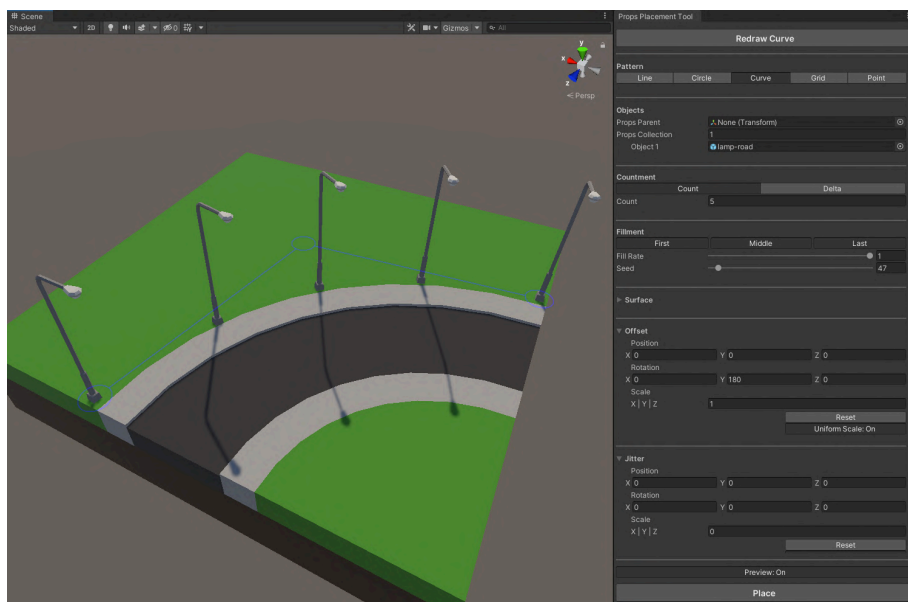 Scene
Props Placement Tool
Shaded 2D 0 Gizmos All
Redraw Curve
y
x
z
Persp
Pattern
Line Circle Curve Grid Point
Objects
Props Parent None (Transform)
Props Collection 1
Object 1 lamp-road
Countment
Count Delta
Count 5
Fillment
First Middle Last
Fill Rate 1
Seed 47
Surface
Offset
Position
X 0 Y 0 Z 0
Rotation
X 0 Y 180 Z 0
Scale
X | Y | Z 1
Reset
Uniform Scale: On
Jitter
Position
X 0 Y 0 Z 0
Rotation
X 0 Y 0 Z 0
Scale
X | Y | Z 0
Reset
Preview: On
Place